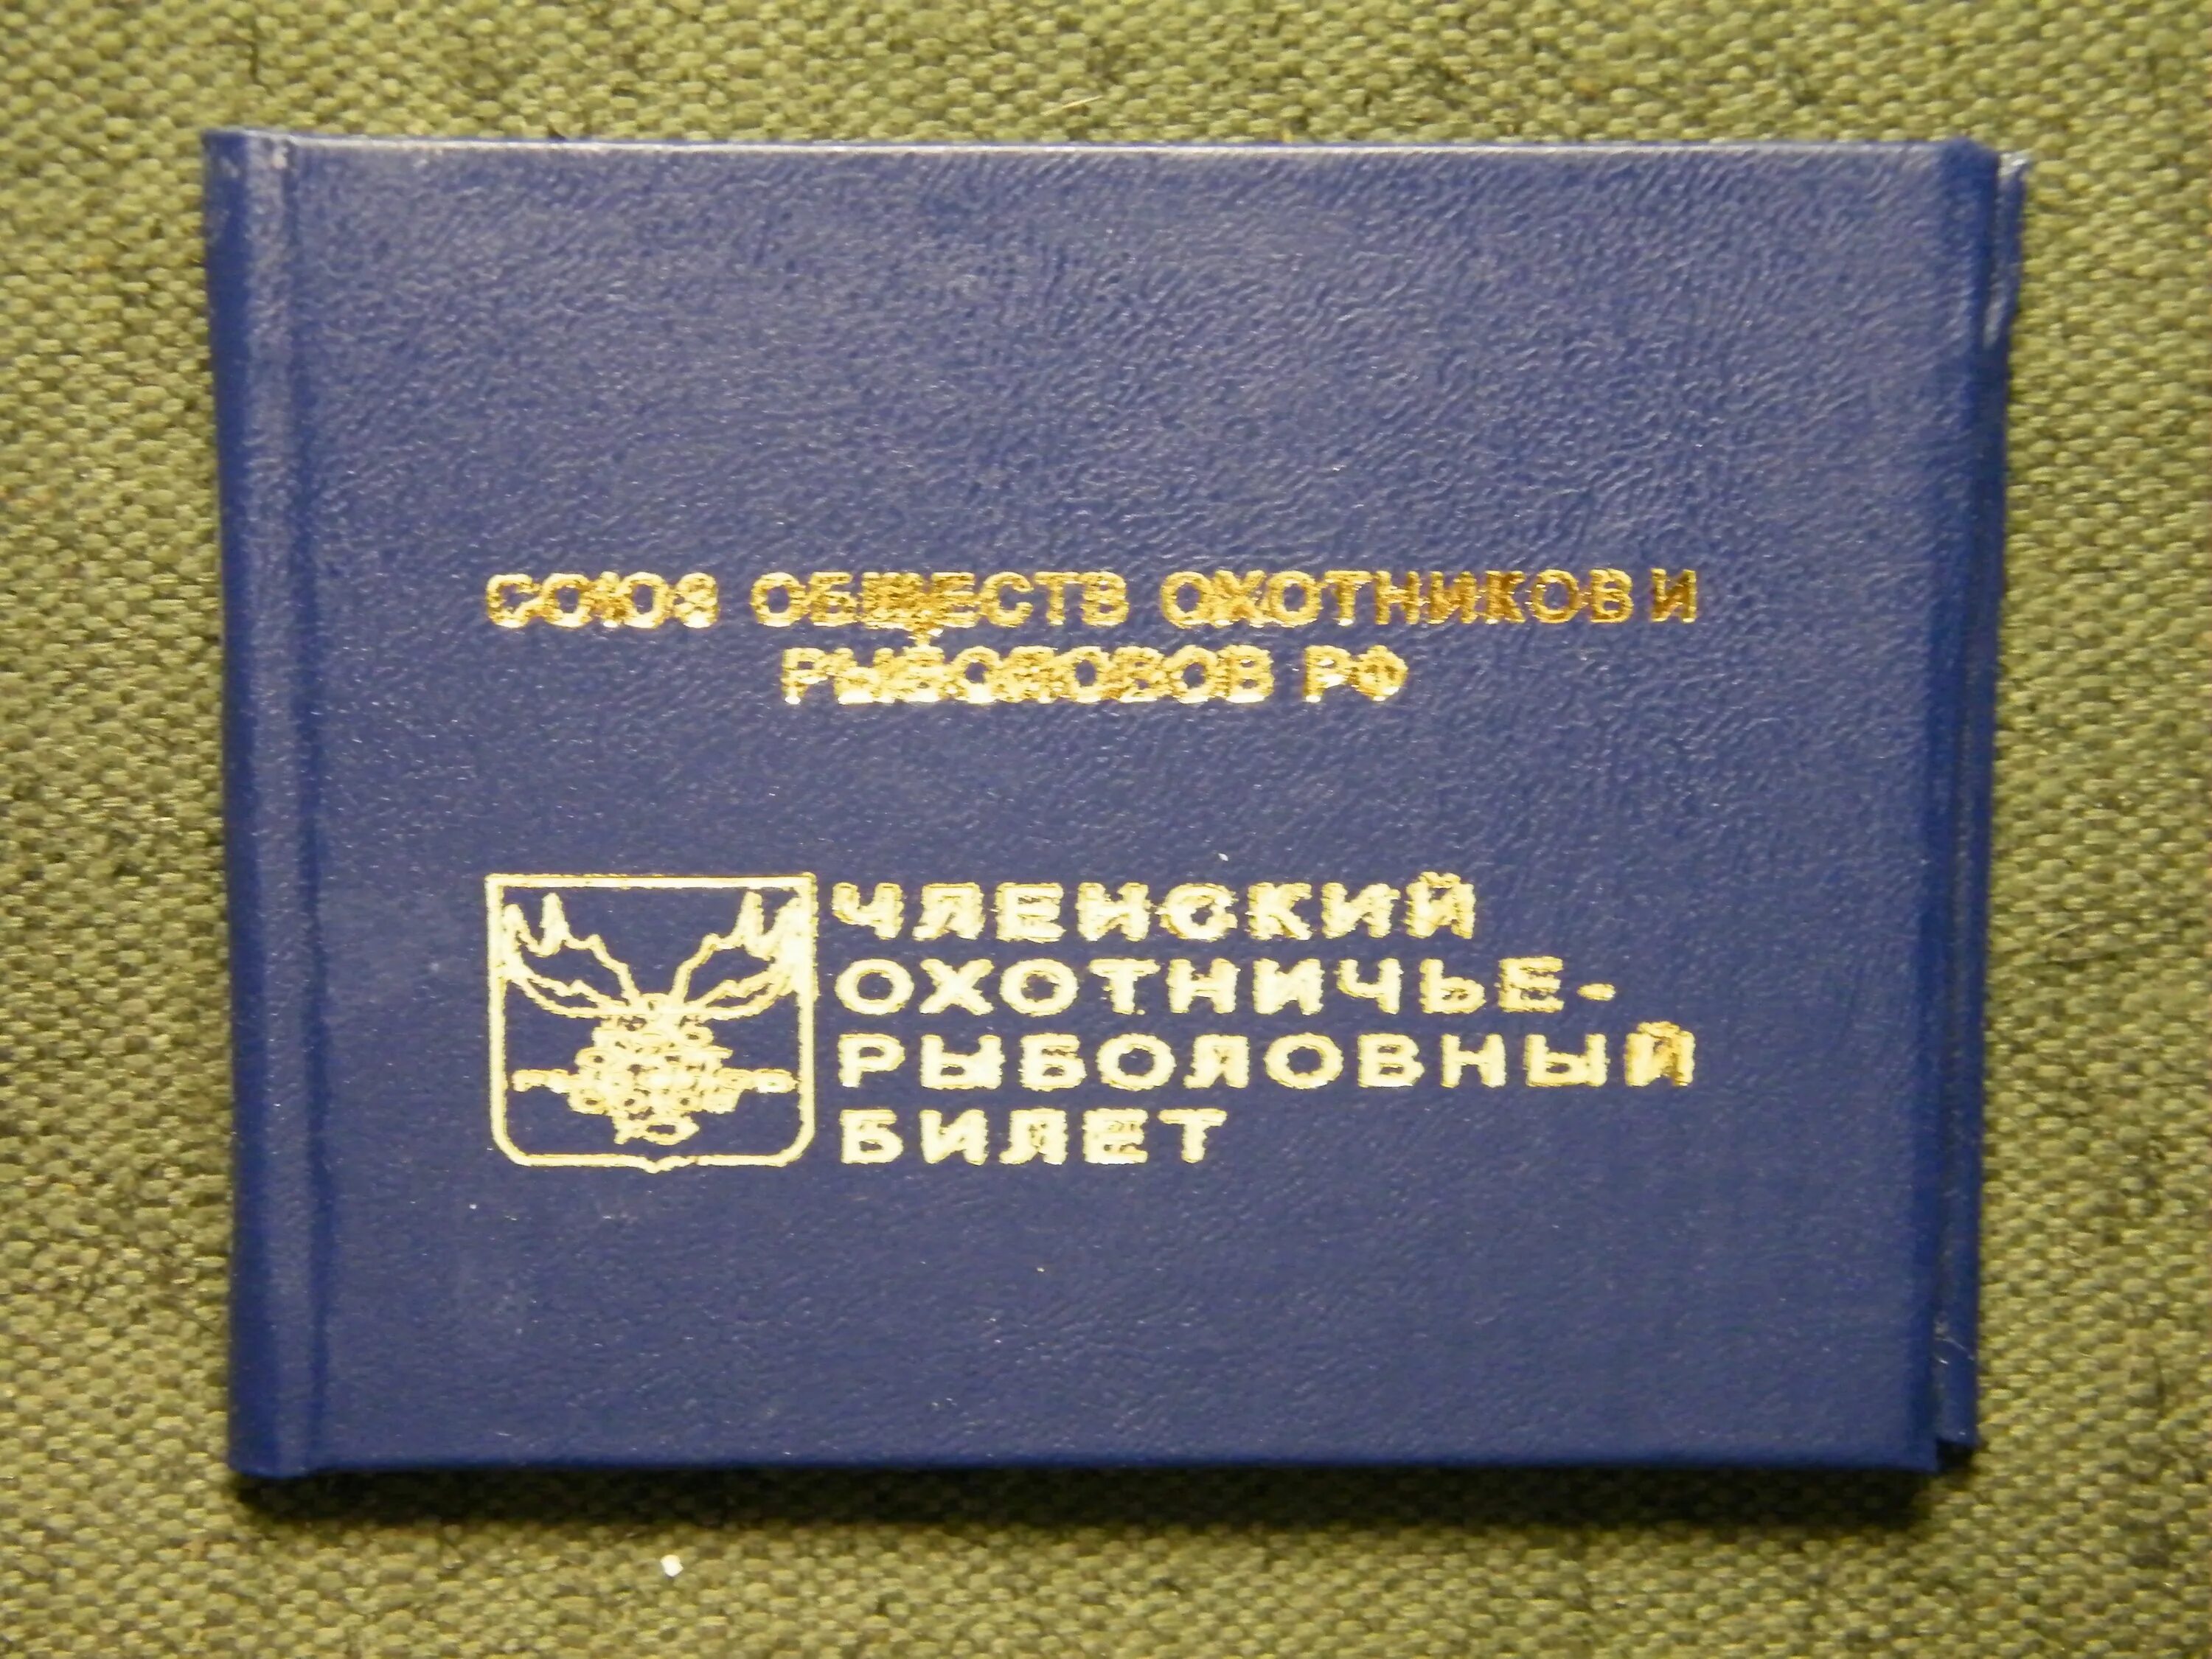 СОЮЗ ОБЩЕСТВ ОХОТНИКОВ И
РЫБОЛОВОВ РФ
ЧЛЕНСКИЙ
ОХОТНИЧЬЕ-
РЫБОЛОВНЫЙ
БИЛЕТ